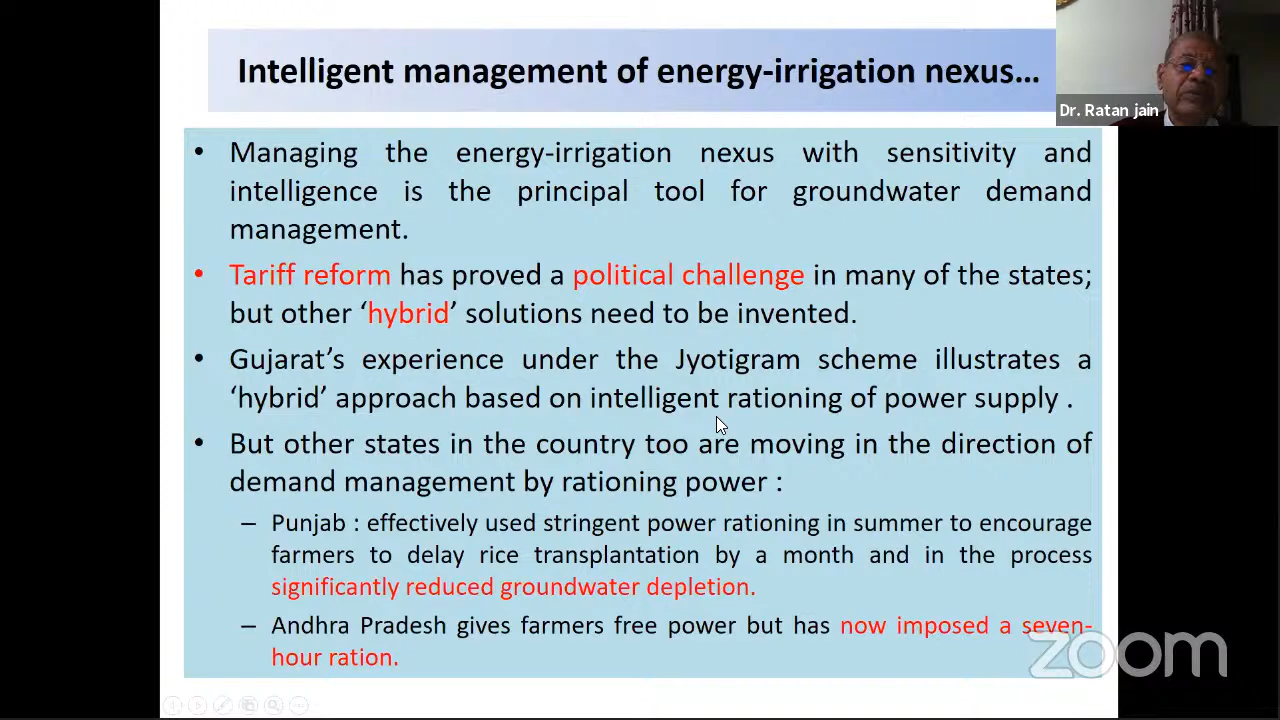 Intelligent management of energy-irrigation nexus…
Dr. Ratan jain
• Managing the energy-irrigation nexus with sensitivity and
intelligence is the principal tool for groundwater demand
management.
• Tariff reform has proved a political challenge in many of the states;
but other ‘hybrid’ solutions need to be invented.
• Gujarat’s experience under the Jyotigram scheme illustrates a
‘hybrid’ approach based on intelligent rationing of power supply .
• But other states in the country too are moving in the direction of
demand management by rationing power :
– Punjab : effectively used stringent power rationing in summer to encourage
farmers to delay rice transplantation by a month and in the process
significantly reduced groundwater depletion.
– Andhra Pradesh gives farmers free power but has now imposed a seven-
hour ration.
zoom